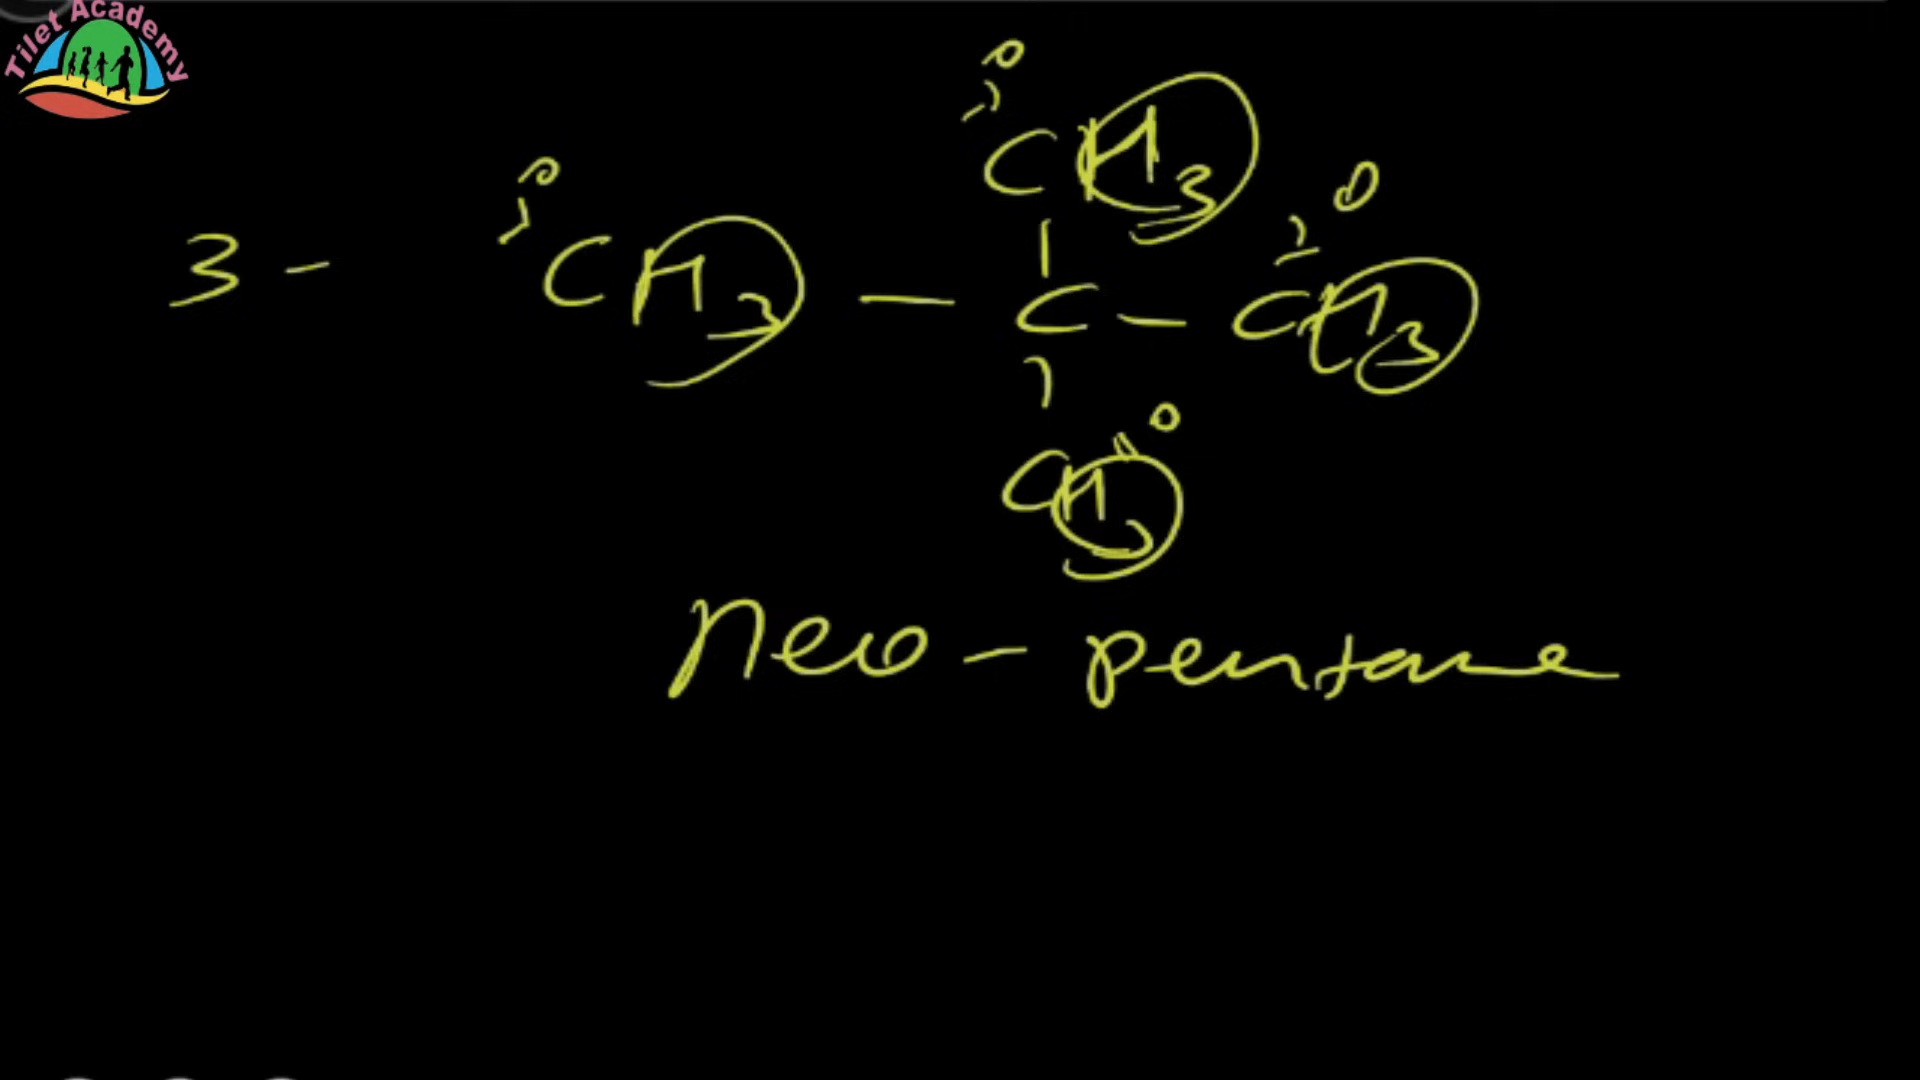 Tilet Academy
1°
CH3
1°
1°
3 - CH3 - C - CH3
1°
CH3
neo - pentane